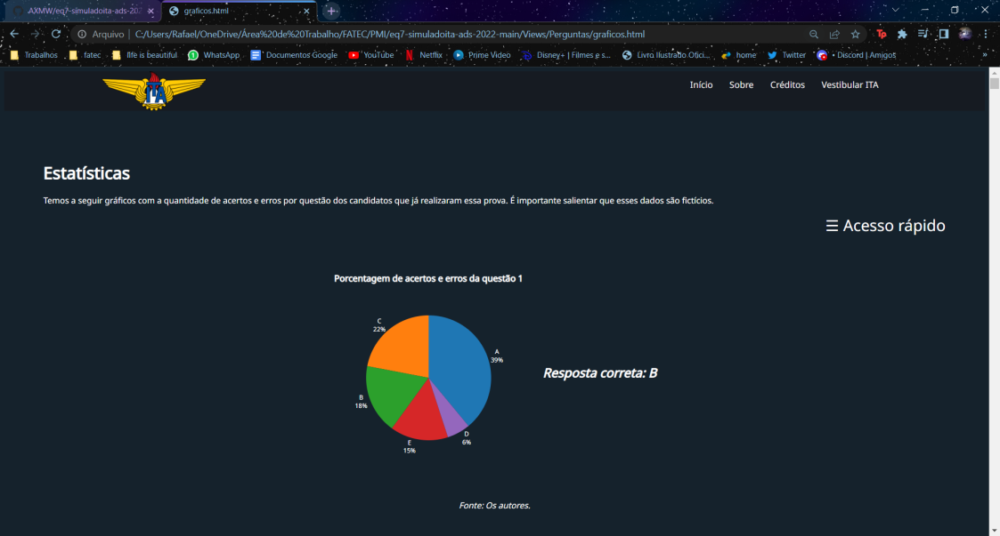 AXMW/eq7-simuladoita-ads-202
graficos.html
Arquivo | C:/Users/Rafael/OneDrive/Área%20de%20Trabalho/FATEC/PMI/eq7-simuladoita-ads-2022-main/Views/Perguntas/graficos.html
Trabalhos fatec life is beautiful WhatsApp Documentos Google YouTube Netflix Prime Video Disney+ | Filmes e s... Livro Ilustrado Ofici... home Twitter • Discord | Amigos »
ITA Início Sobre Créditos Vestibular ITA
Estatísticas
Temos a seguir gráficos com a quantidade de acertos e erros por questão dos candidatos que já realizaram essa prova. É importante salientar que esses dados são fictícios.
☰ Acesso rápido
Porcentagem de acertos e erros da questão 1
C
22%
A
39%
Resposta correta: B
B
18%
D
6%
E
15%
Fonte: Os autores.